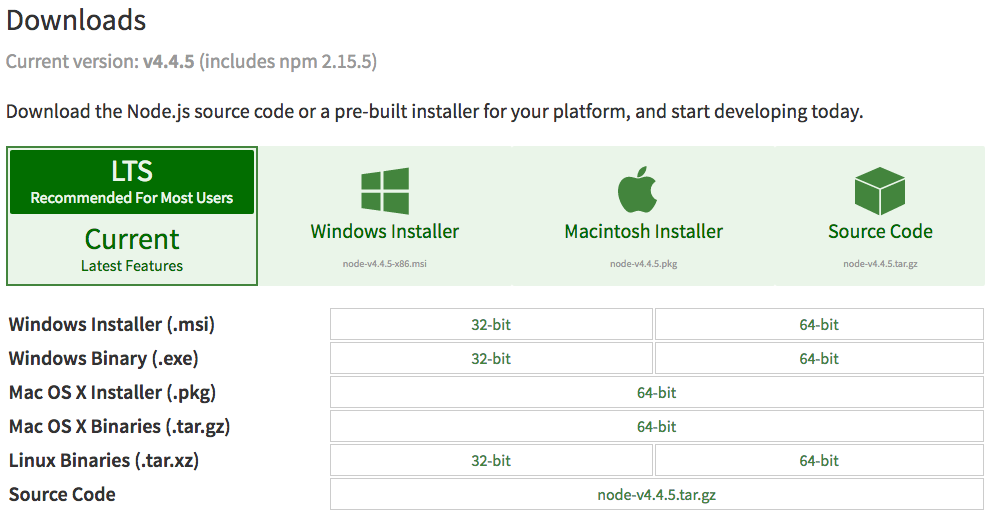 Downloads
Current version: v4.4.5 (includes npm 2.15.5)
Download the Node.js source code or a pre-built installer for your platform, and start developing today.
LTS
Recommended For Most Users
Current
Latest Features
Windows Installer
node-v4.4.5-x86.msi
Macintosh Installer
node-v4.4.5.pkg
Source Code
node-v4.4.5.tar.gz
Windows Installer (.msi) 32-bit 64-bit
Windows Binary (.exe) 32-bit 64-bit
Mac OS X Installer (.pkg) 64-bit
Mac OS X Binaries (.tar.gz) 64-bit
Linux Binaries (.tar.xz) 32-bit 64-bit
Source Code node-v4.4.5.tar.gz